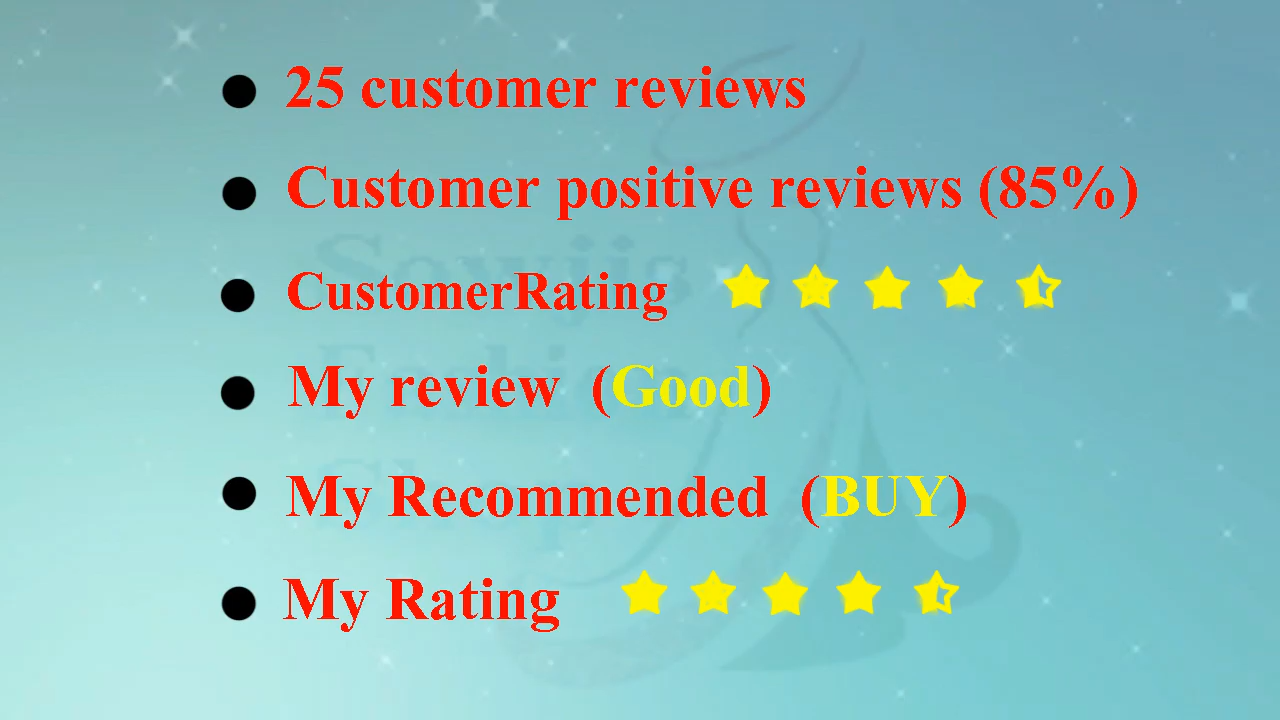 25 customer reviews
Customer positive reviews (85%)
CustomerRating
My review (Good)
My Recommended (BUY)
My Rating